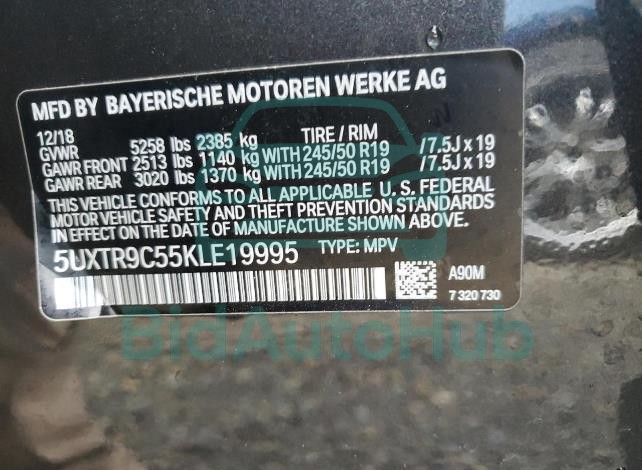 MFD BY BAYERISCHE MOTOREN WERKE AG
12/18 TIRE / RIM
GVWR 5258 lbs 2385 kg
GAWR FRONT 2513 lbs 1140 kg WITH 245/50 R19 /7.5J x 19
GAWR REAR 3020 lbs 1370 kg WITH 245/50 R19 /7.5J x 19
THIS VEHICLE CONFORMS TO ALL APPLICABLE U. S. FEDERAL
MOTOR VEHICLE SAFETY AND THEFT PREVENTION STANDARDS
IN EFFECT ON THE DATE OF MANUFACTURE SHOWN ABOVE.
5UXTR9C55KLE19995 TYPE: MPV
A90M
7 320 730
BidAutoHub